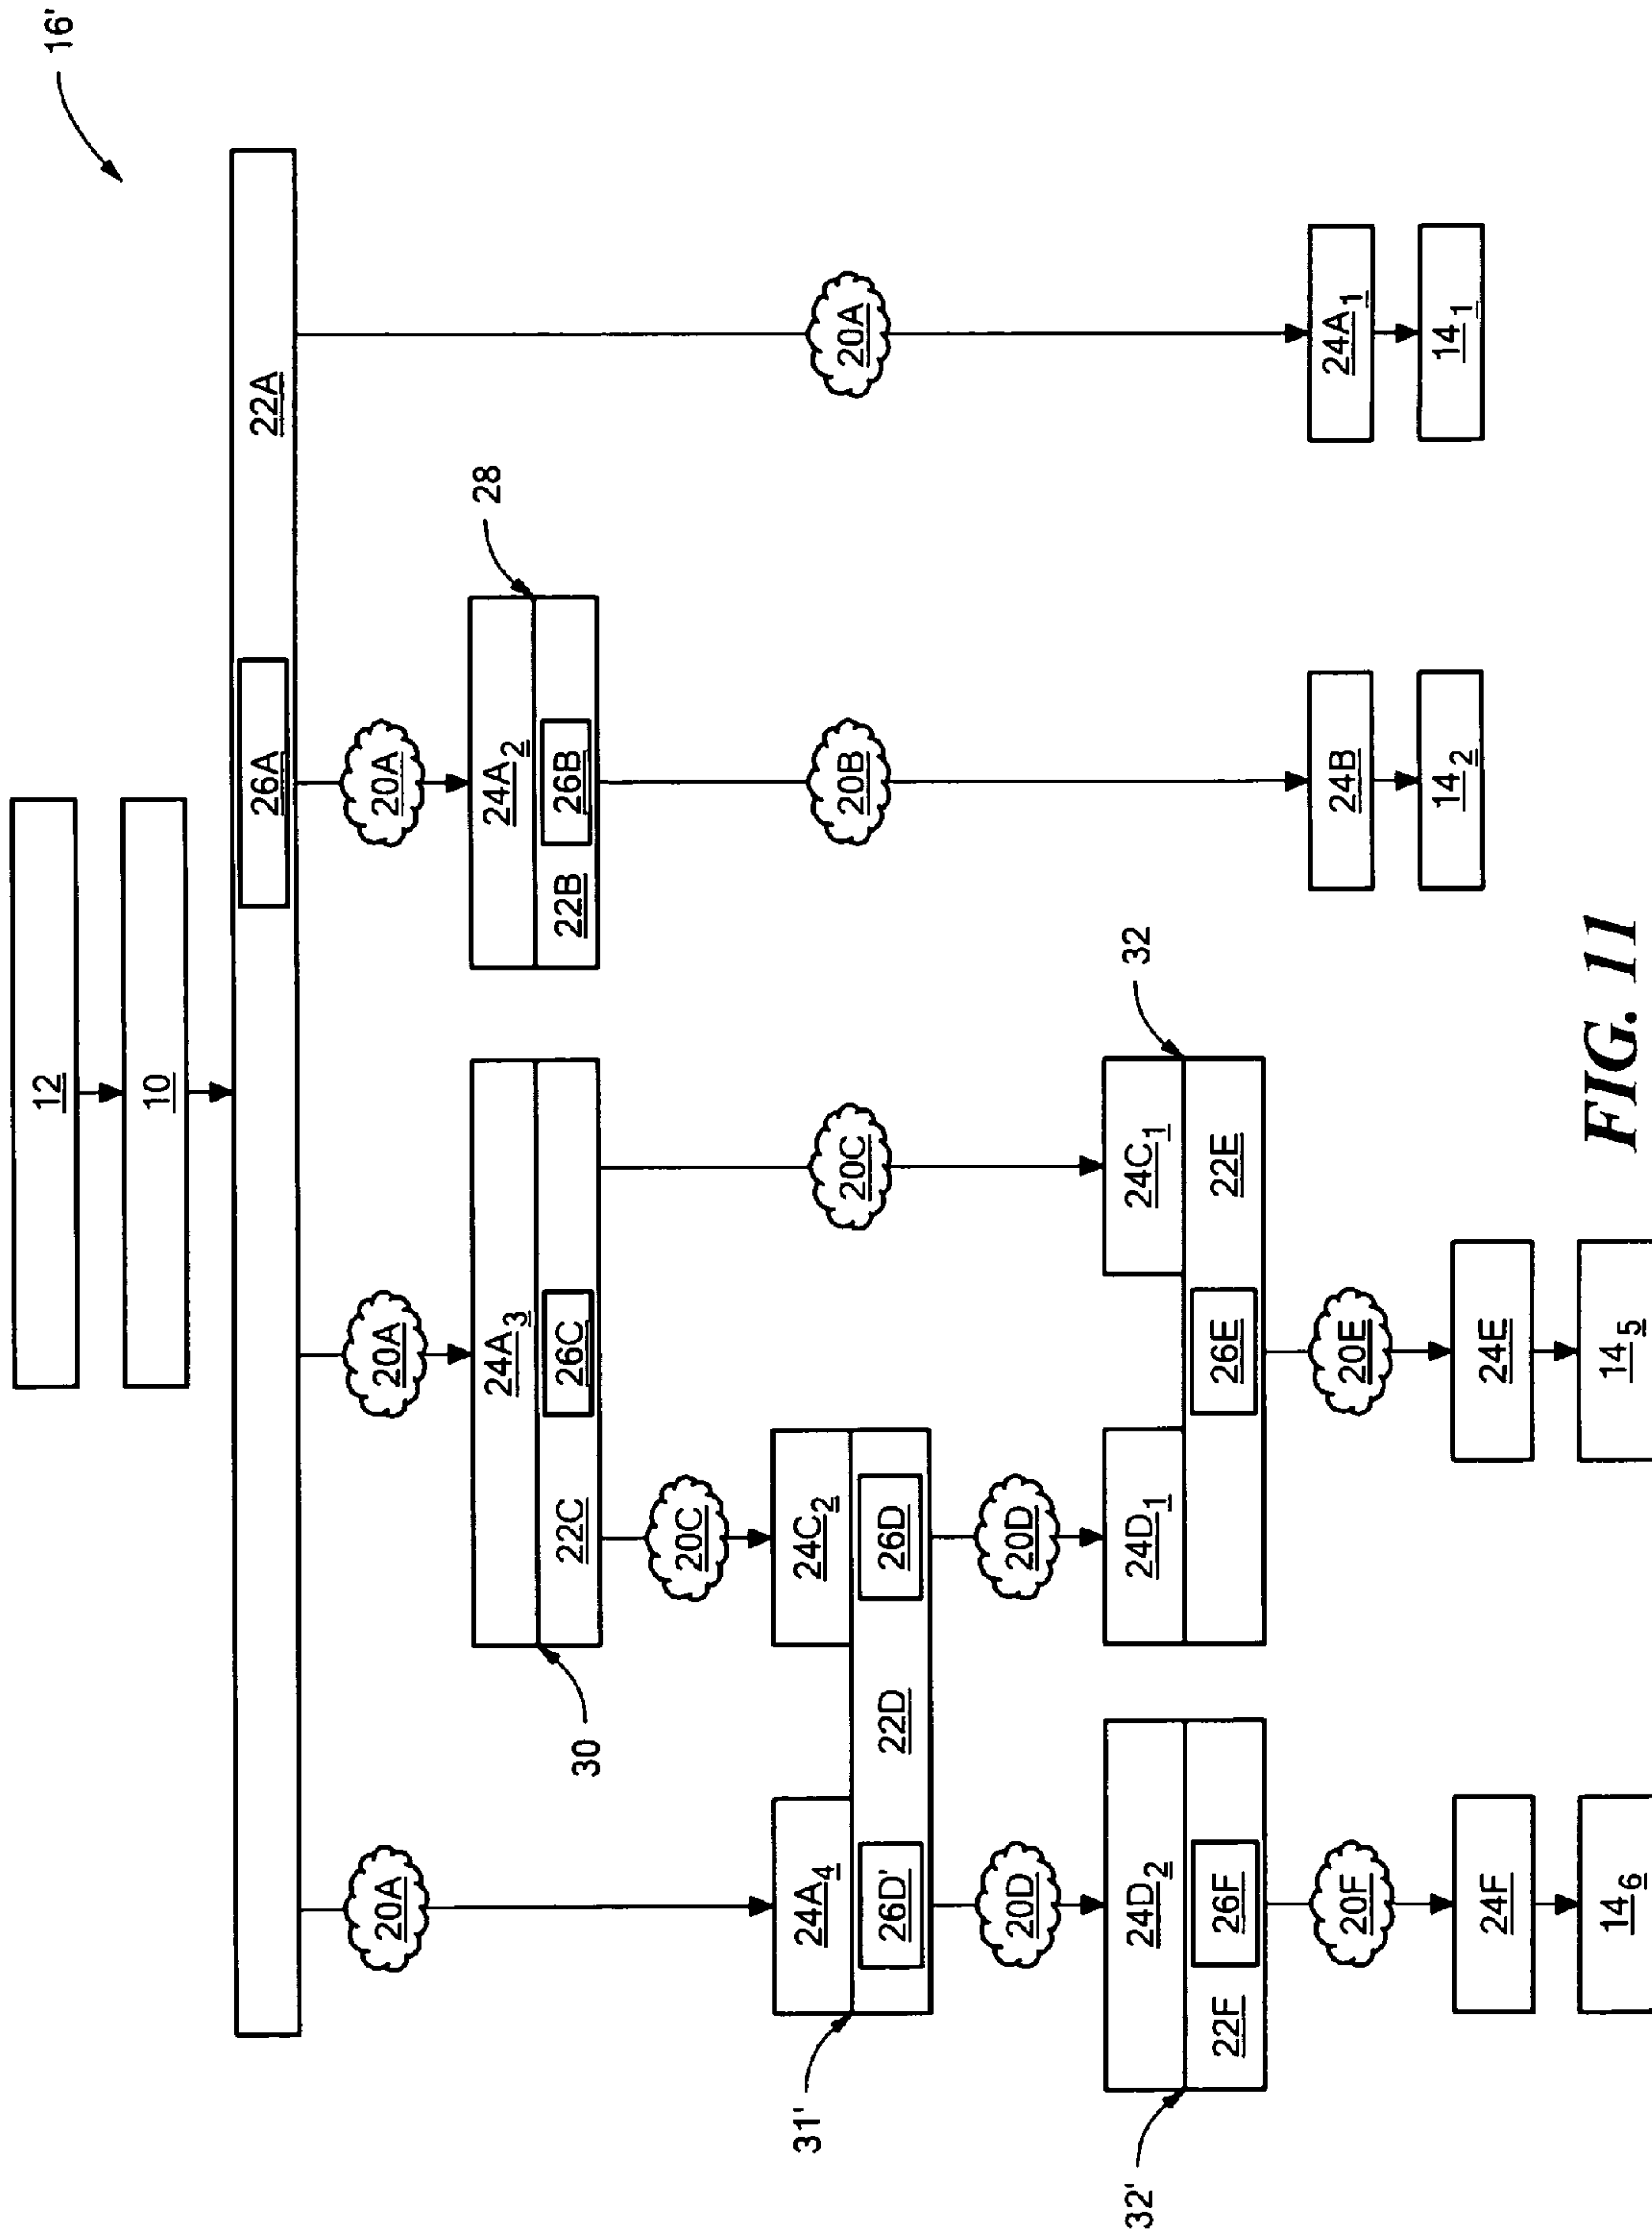 16'
12
10
26A
22A
20A
20A
20A
20A
28
24A₃
24A₂
22C
26C
22B
26B
30
20C
20C
20B
24A₄
24C₂
26D'
22D
26D
31'
20D
20D
32
24D₂
24D₁
24C₁
24B
24A₁
22F
26F
26E
22E
32'
14₂
14₁
20F
20E
24F
24E
14₆
14₅
FIG. 11